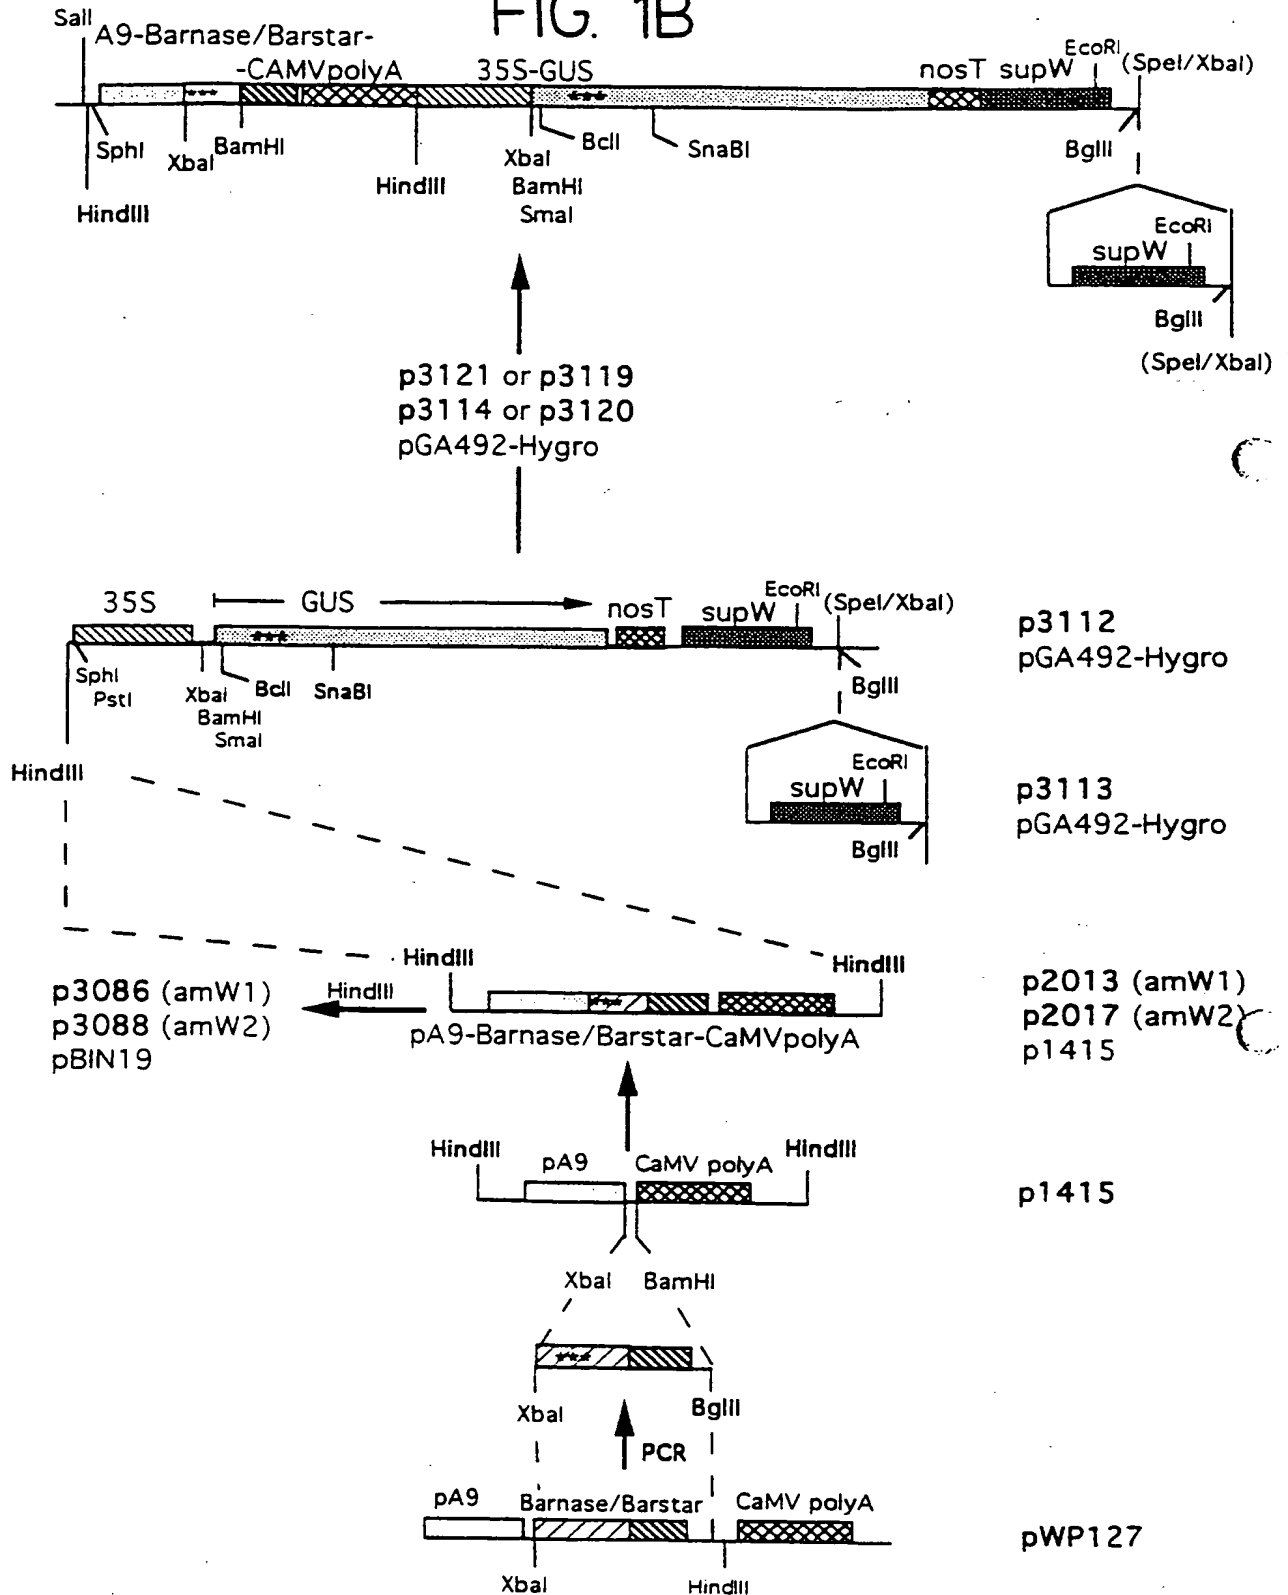 FIG. 1B
SalI
A9-Barnase/Barstar-
-CAMVpolyA
35S-GUS
nosT supW
EcoRI
(SpeI/XbaI)
***
***
SphI
XbaI
BamHI
HindIII
HindIII
XbaI
BamHI
SmaI
BclI
SnaBI
BglII
EcoRI
supW
BglII
(SpeI/XbaI)
p3121 or p3119
p3114 or p3120
pGA492-Hygro
35S
GUS
nosT
supW
EcoRI
(SpeI/XbaI)
p3112
pGA492-Hygro
***
SphI
PstI
XbaI
BamHI
SmaI
BclI
SnaBI
BglII
HindIII
EcoRI
supW
BglII
p3113
pGA492-Hygro
HindIII
HindIII
p3086 (amW1)
p3088 (amW2)
pBIN19
HindIII
***
pA9-Barnase/Barstar-CaMVpolyA
p2013 (amW1)
p2017 (amW2)
p1415
HindIII
pA9
CaMV polyA
HindIII
p1415
XbaI
BamHI
***
XbaI
BglII
PCR
pA9
Barnase/Barstar
CaMV polyA
pWP127
XbaI
HindIII